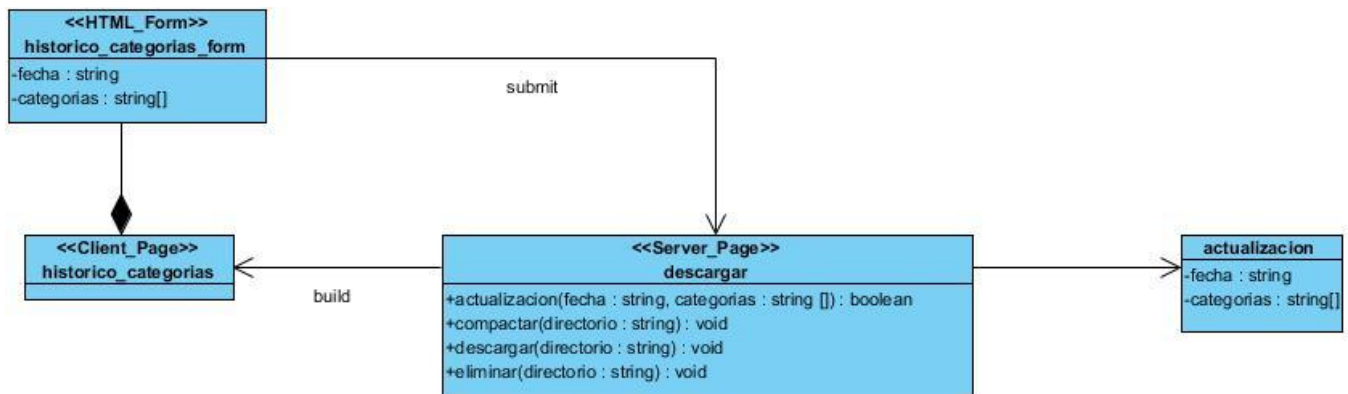 <<HTML_Form>>
historico_categorias_form
-fecha : string
-categorias : string[]
submit
<<Client_Page>>
historico_categorias
build
<<Server_Page>>
descargar
+actualizacion(fecha : string, categorias : string []) : boolean
+compactar(directorio : string) : void
+descargar(directorio : string) : void
+eliminar(directorio : string) : void
actualizacion
-fecha : string
-categorias : string[]